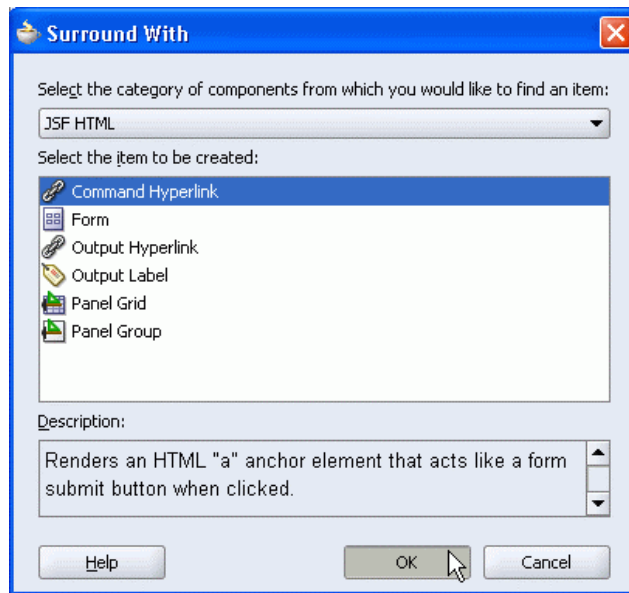 Surround With
Select the category of components from which you would like to find an item:
JSF HTML
Select the item to be created:
Command Hyperlink
Form
Output Hyperlink
Output Label
Panel Grid
Panel Group
Description:
Renders an HTML "a" anchor element that acts like a form
submit button when clicked.
Help OK Cancel